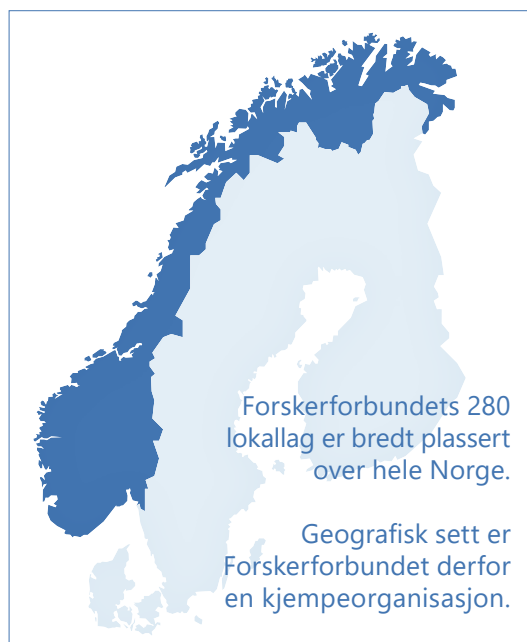 Forskerforbundets 280
lokallag er bredt plassert
over hele Norge.
Geografisk sett er
Forskerforbundet derfor
en kjempeorganisasjon.